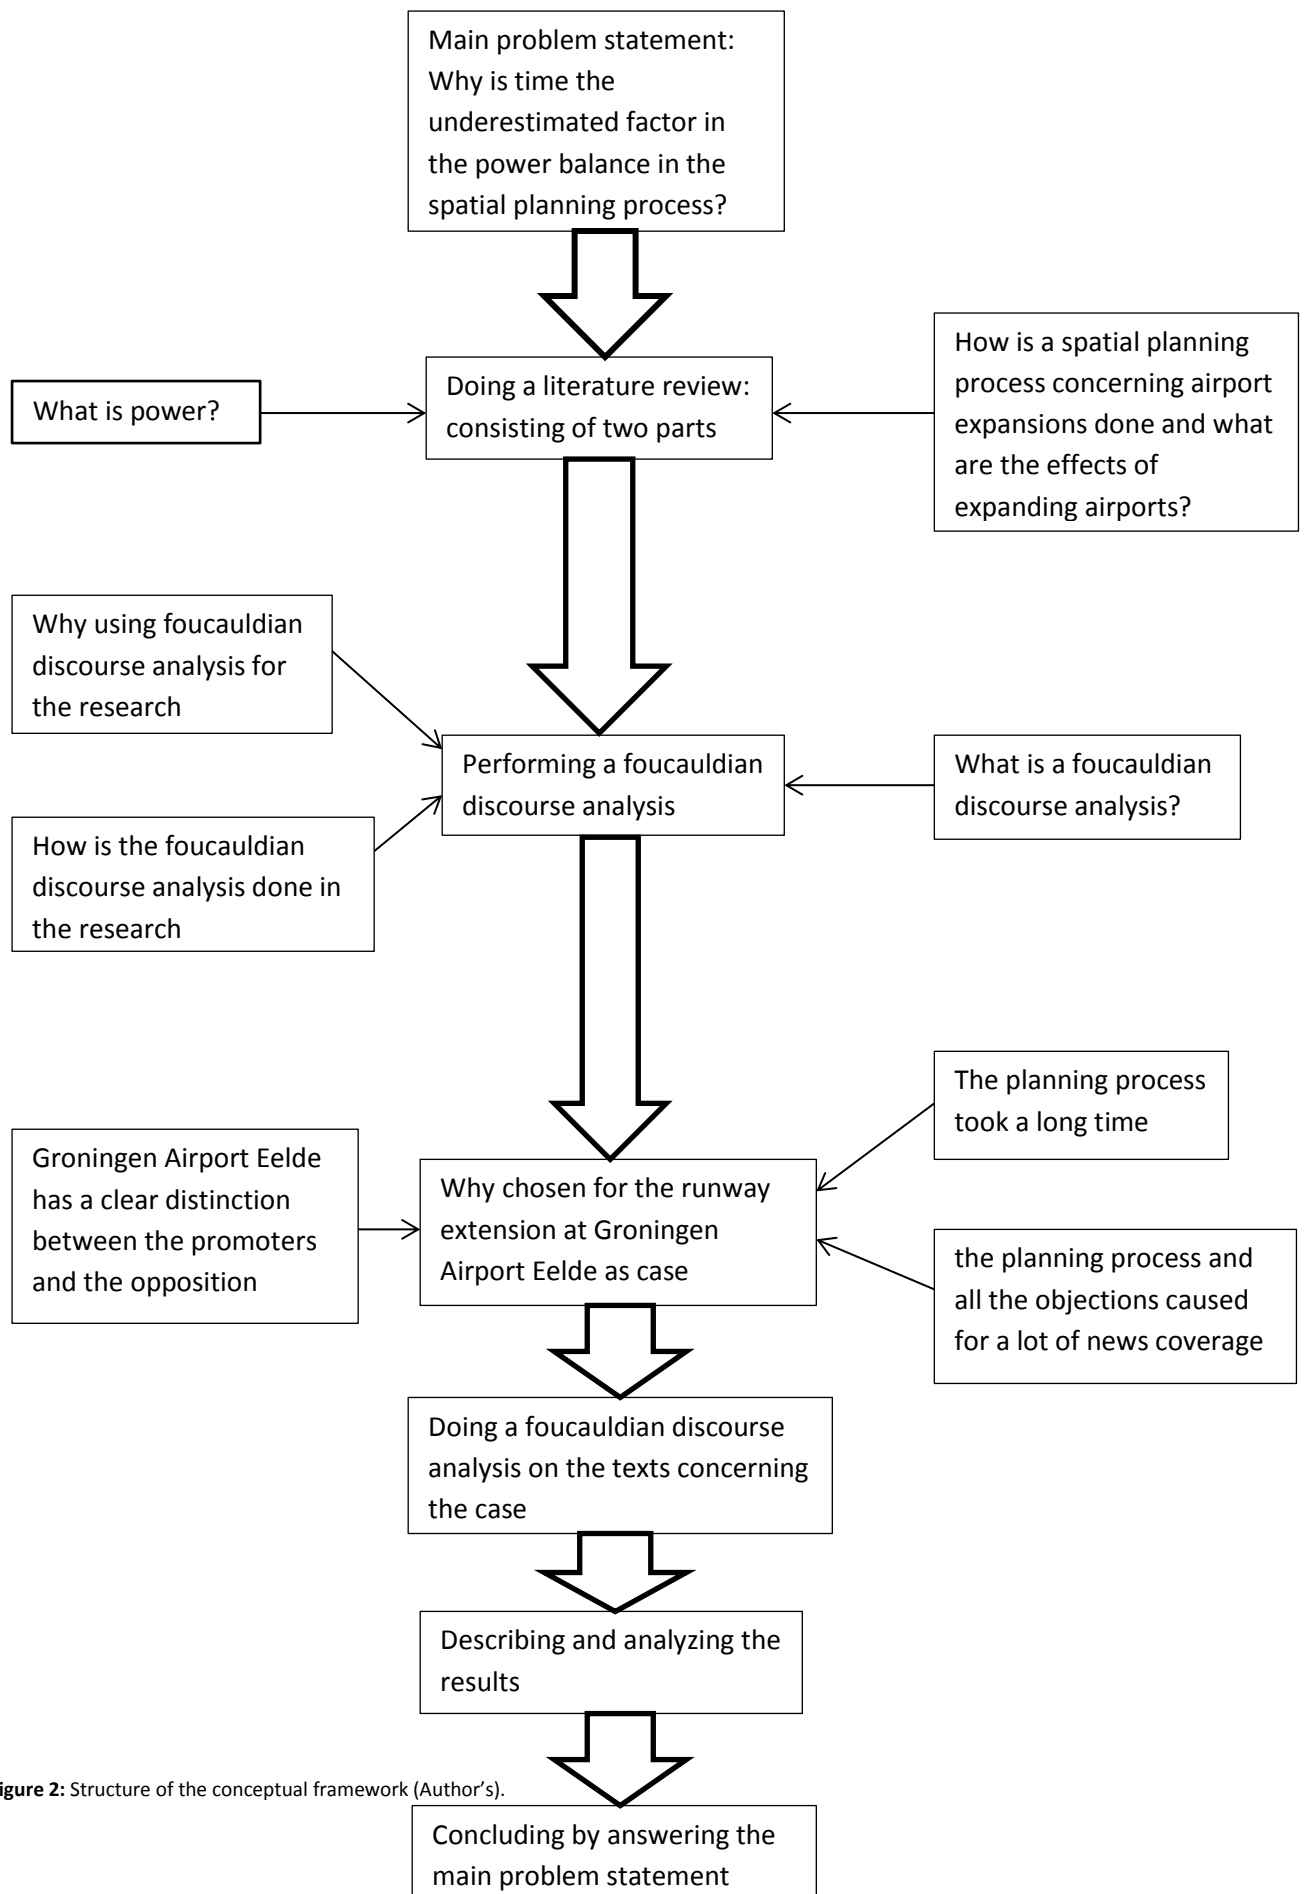 Main problem statement:
Why is time the
underestimated factor in
the power balance in the
spatial planning process?
What is power?
Doing a literature review:
consisting of two parts
How is a spatial planning
process concerning airport
expansions done and what
are the effects of
expanding airports?
Why using foucauldian
discourse analysis for
the research
How is the foucauldian
discourse analysis done in
the research
Performing a foucauldian
discourse analysis
What is a foucauldian
discourse analysis?
Groningen Airport Eelde
has a clear distinction
between the promoters
and the opposition
Why chosen for the runway
extension at Groningen
Airport Eelde as case
The planning process
took a long time
the planning process and
all the objections caused
for a lot of news coverage
Doing a foucauldian discourse
analysis on the texts concerning
the case
Describing and analyzing the
results
igure 2: Structure of the conceptual framework (Author's).
Concluding by answering the
main problem statement